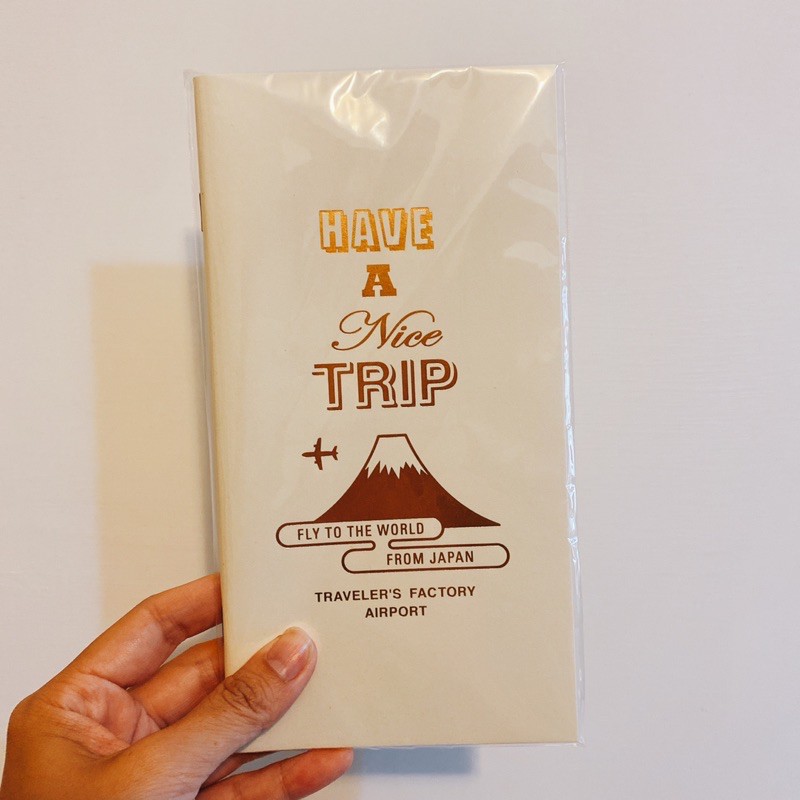 HAVE
A
Nice
TRIP
FLY TO THE WORLD
FROM JAPAN
TRAVELER'S FACTORY
AIRPORT